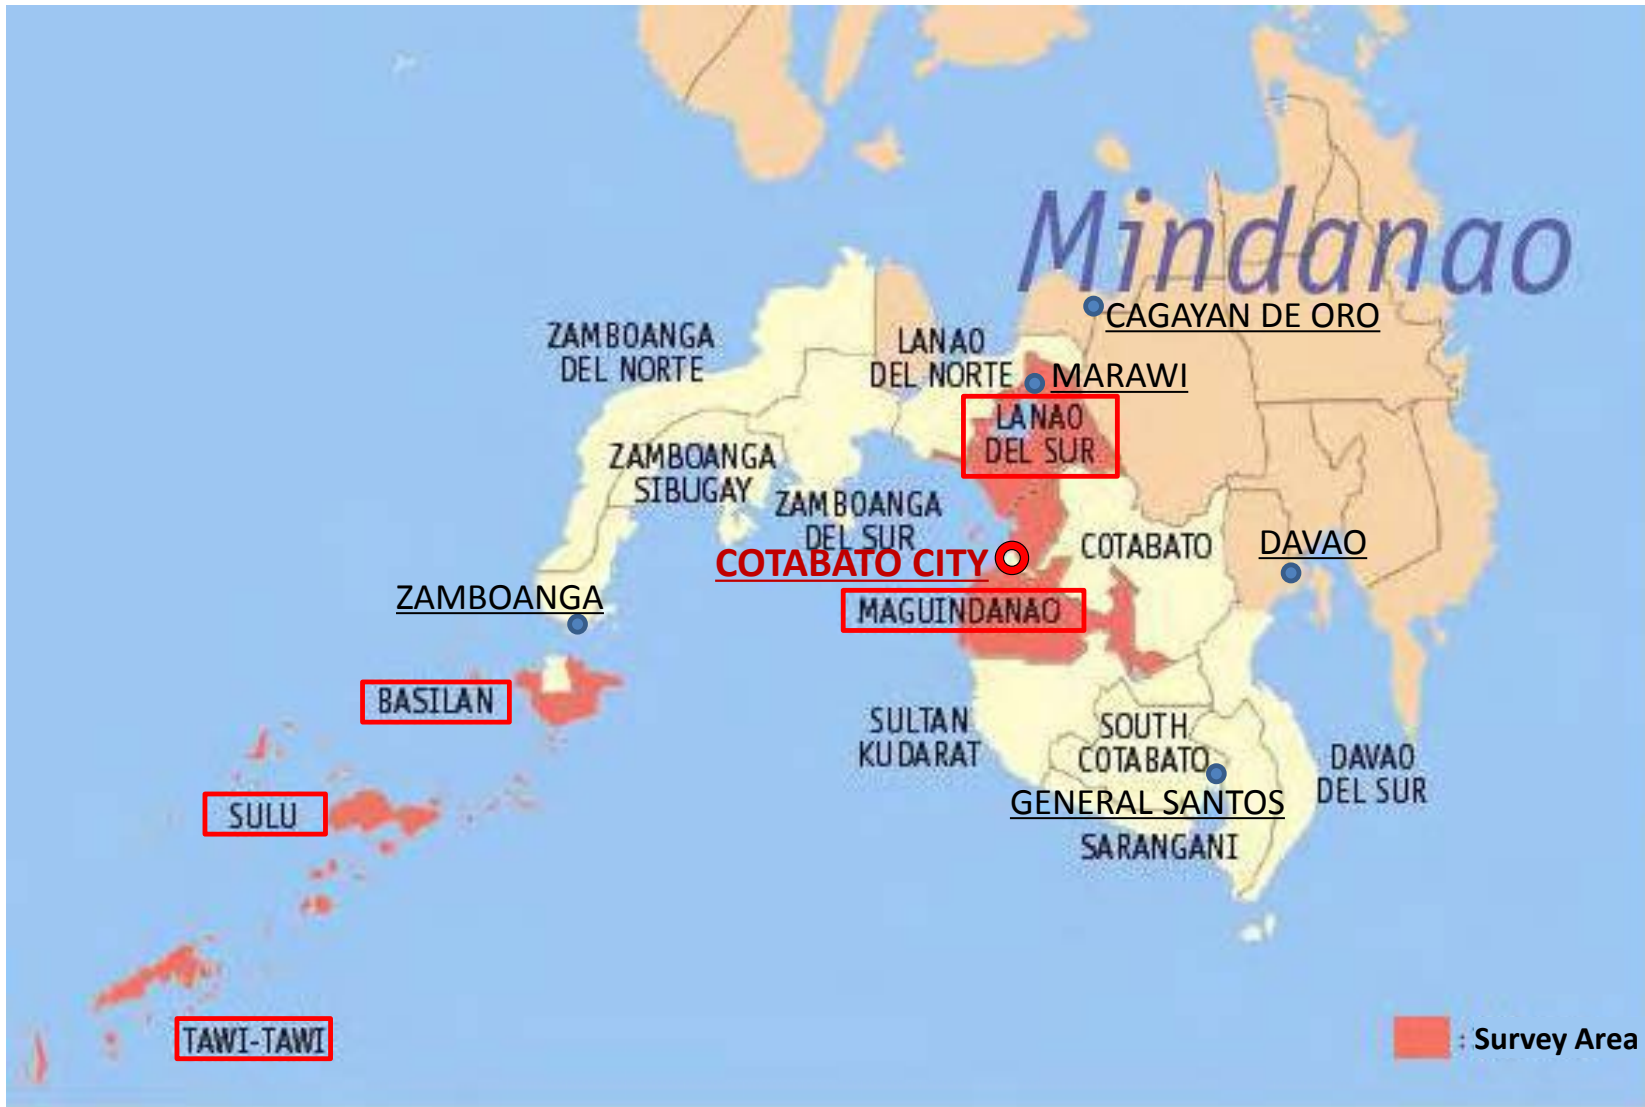 Mindanao
CAGAYAN DE ORO
ZAMBOANGA
DEL NORTE
LANAO
DEL NORTE
MARAWI
LANAO
DEL SUR
ZAMBOANGA
SIBUGAY
ZAMBOANGA
DEL SUR
COTABATO CITY
COTABATO
DAVAO
ZAMBOANGA
MAGUINDANAO
BASILAN
SULTAN
KUDARAT
SOUTH
COTABATO
DAVAO
DEL SUR
GENERAL SANTOS
SULU
SARANGANI
TAWI-TAWI
: Survey Area